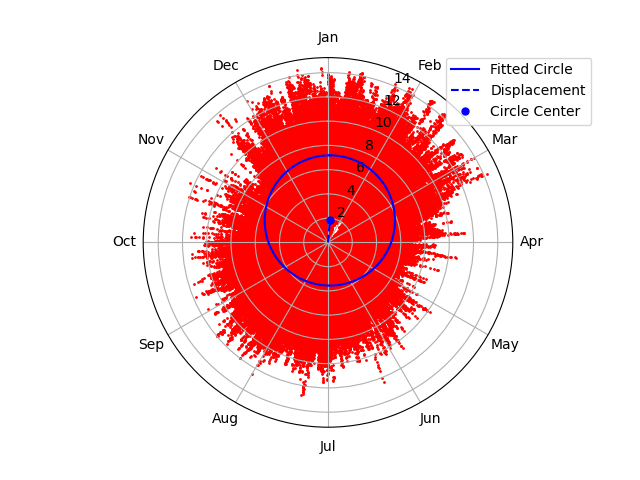 Jan
Dec
Feb
Fitted Circle
Displacement
Circle Center
14
12
10
8
6
4
2
Nov
Mar
Oct
Apr
Sep
May
Aug
Jun
Jul